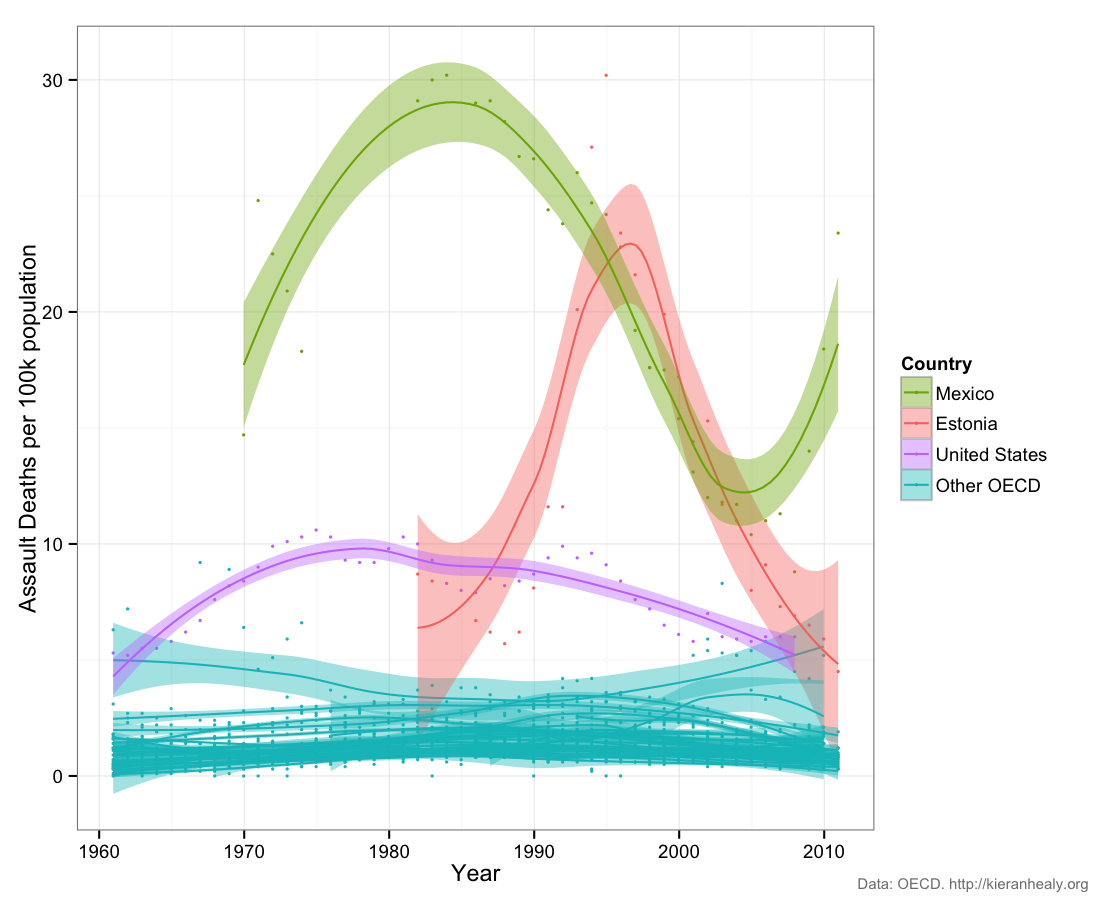 Assault Deaths per 100k population
30
20
10
0
1960 1970 1980 1990 2000 2010
Year
Country
Mexico
Estonia
United States
Other OECD
Data: OECD. http://kieranhealy.org